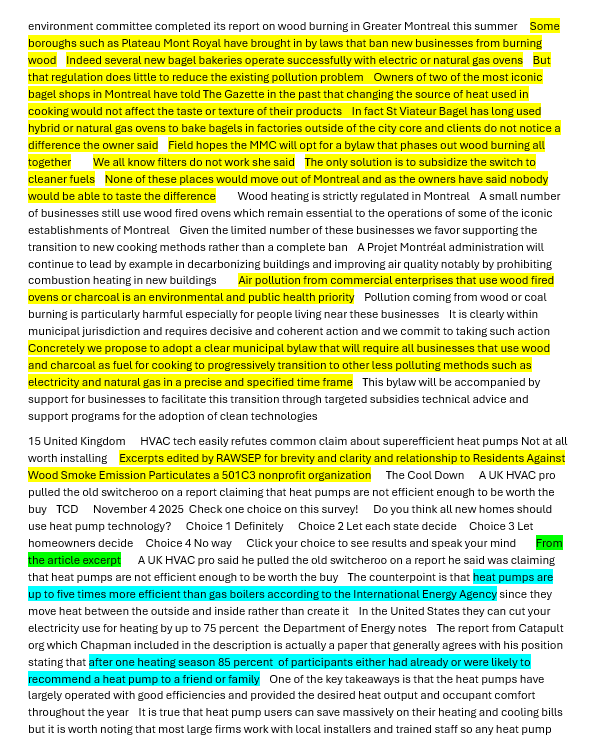 environment committee completed its report on wood burning in Greater Montreal this summer Some
boroughs such as Plateau Mont Royal have brought in by laws that ban new businesses from burning
wood Indeed several new bagel bakeries operate successfully with electric or natural gas ovens But
that regulation does little to reduce the existing pollution problem Owners of two of the most iconic
bagel shops in Montreal have told The Gazette in the past that changing the source of heat used in
cooking would not affect the taste or texture of their products In fact St Viateur Bagel has long used
hybrid or natural gas ovens to bake bagels in factories outside of the city core and clients do not notice a
difference the owner said Field hopes the MMC will opt for a bylaw that phases out wood burning all
together We all know filters do not work she said The only solution is to subsidize the switch to
cleaner fuels None of these places would move out of Montreal and as the owners have said nobody
would be able to taste the difference Wood heating is strictly regulated in Montreal A small number
of businesses still use wood fired ovens which remain essential to the operations of some of the iconic
establishments of Montreal Given the limited number of these businesses we favor supporting the
transition to new cooking methods rather than a complete ban A Projet Montréal administration will
continue to lead by example in decarbonizing buildings and improving air quality notably by prohibiting
combustion heating in new buildings Air pollution from commercial enterprises that use wood fired
ovens or charcoal is an environmental and public health priority Pollution coming from wood or coal
burning is particularly harmful especially for people living near these businesses It is clearly within
municipal jurisdiction and requires decisive and coherent action and we commit to taking such action
Concretely we propose to adopt a clear municipal bylaw that will require all businesses that use wood
and charcoal as fuel for cooking to progressively transition to other less polluting methods such as
electricity and natural gas in a precise and specified time frame This bylaw will be accompanied by
support for businesses to facilitate this transition through targeted subsidies technical advice and
support programs for the adoption of clean technologies
15 United Kingdom HVAC tech easily refutes common claim about superefficient heat pumps Not at all
worth installing Excerpts edited by RAWSEP for brevity and clarity and relationship to Residents Against
Wood Smoke Emission Particulates a 501C3 nonprofit organization The Cool Down A UK HVAC pro
pulled the old switcheroo on a report claiming that heat pumps are not efficient enough to be worth the
buy TCD November 4 2025 Check one choice on this survey! Do you think all new homes should
use heat pump technology? Choice 1 Definitely Choice 2 Let each state decide Choice 3 Let
homeowners decide Choice 4 No way Click your choice to see results and speak your mind From
the article excerpt A UK HVAC pro said he pulled the old switcheroo on a report he said was claiming
that heat pumps are not efficient enough to be worth the buy The counterpoint is that heat pumps are
up to five times more efficient than gas boilers according to the International Energy Agency since they
move heat between the outside and inside rather than create it In the United States they can cut your
electricity use for heating by up to 75 percent the Department of Energy notes The report from Catapult
org which Chapman included in the description is actually a paper that generally agrees with his position
stating that after one heating season 85 percent of participants either had already or were likely to
recommend a heat pump to a friend or family One of the key takeaways is that the heat pumps have
largely operated with good efficiencies and provided the desired heat output and occupant comfort
throughout the year It is true that heat pump users can save massively on their heating and cooling bills
but it is worth noting that most large firms work with local installers and trained staff so any heat pump